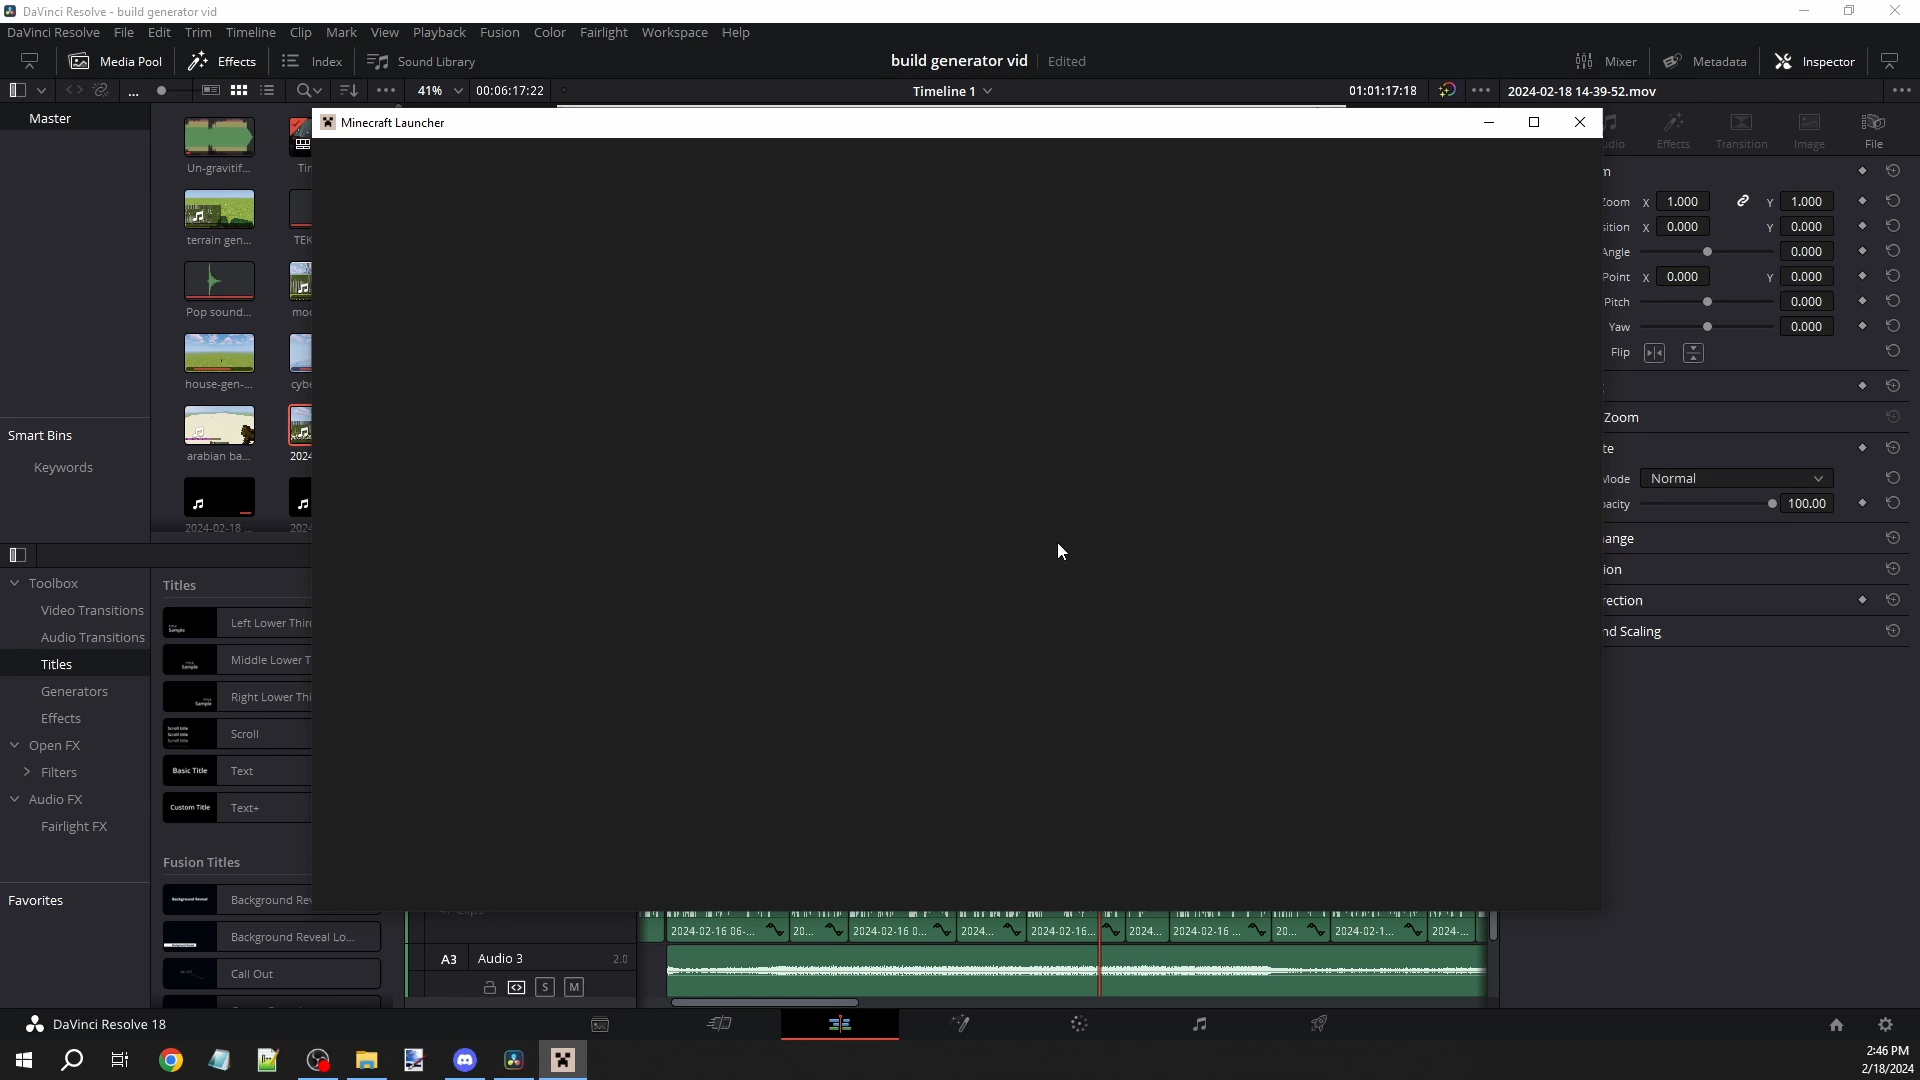 DaVinci Resolve - build generator vid
DaVinci Resolve File Edit Trim Timeline Clip Mark View Playback Fusion Color Fairlight Workspace Help
Media Pool Effects Index Sound Library build generator vid Edited Mixer Metadata Inspector
... 41% 00:06:17:22 Timeline 1 01:01:17:18 2024-02-18 14-39-52.mov
Master
Minecraft Launcher
Effects Transition Image File
Un-gravitif...
terrain gen...
Pop sound...
house-gen-...
arabian ba...
2024-02-18 ...
Zoom X 1.000 Y 1.000
X 0.000 Y 0.000
Angle 0.000
Point X 0.000 Y 0.000
Pitch 0.000
Yaw 0.000
Flip
Zoom
Mode Normal
100.00
nd Scaling
Smart Bins
Keywords
Toolbox
Video Transitions
Audio Transitions
Titles
Generators
Effects
Open FX
Filters
Audio FX
Fairlight FX
Favorites
Titles
Left Lower Thir
Middle Lower T
Right Lower Thi
Scroll
Basic Title Text
Custom Title Text+
Fusion Titles
Background Rev
Background Reveal Lo...
Call Out
2024-02-16 06-... 20... 2024-02-16 0... 2024... 2024-02-16... 2024... 2024-02-16 ... 20... 2024-02-1... 2024-...
A3 Audio 3 2.0
S M
DaVinci Resolve 18
2:46 PM
2/18/2024